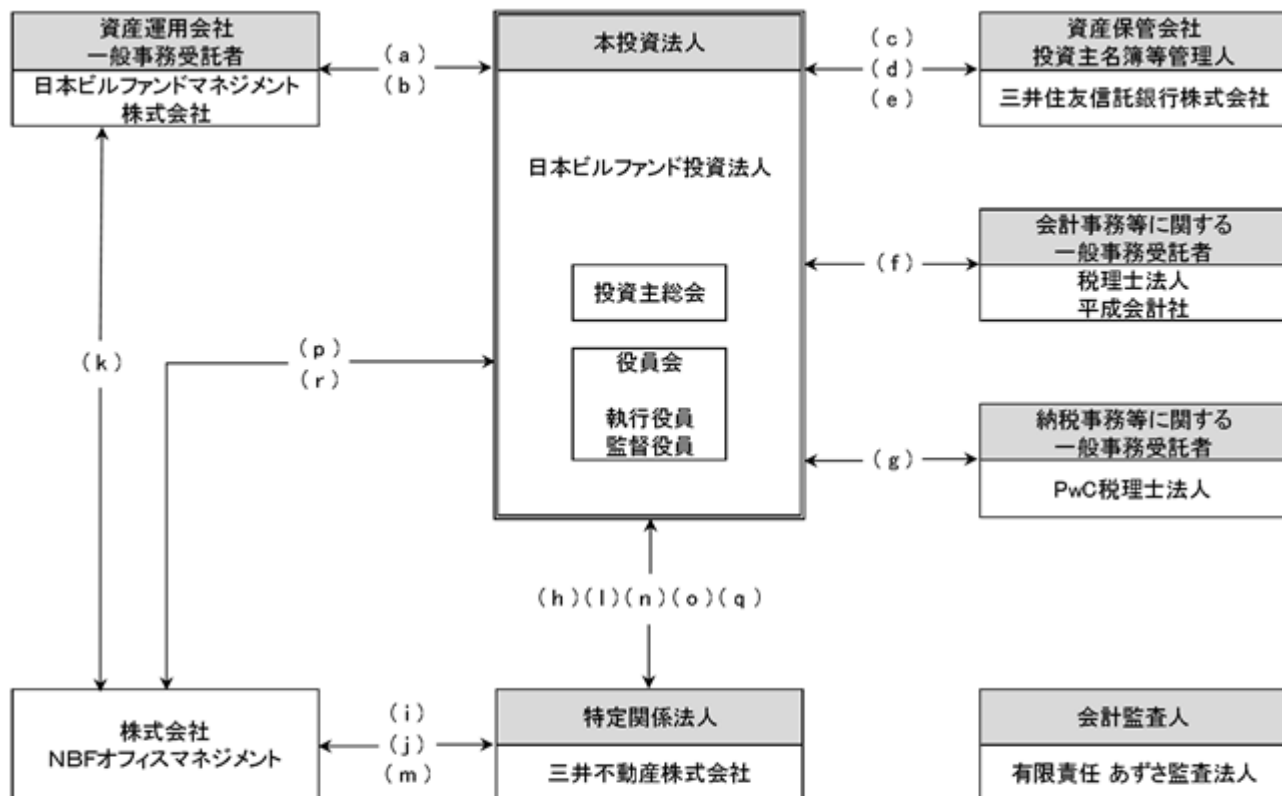 資産運用会社
一般事務受託者
日本ビルファンドマネジメント
株式会社
(a)
(b)
本投資法人
日本ビルファンド投資法人
投資主総会
役員会
執行役員
監督役員
(c)
(d)
(e)
資産保管会社
投資主名簿等管理人
三井住友信託銀行株式会社
(f)
会計事務等に関する
一般事務受託者
税理士法人
平成会計社
(k)
(p)
(r)
(g)
納税事務等に関する
一般事務受託者
PwC税理士法人
(h)(l)(n)(o)(q)
株式会社
NBFオフィスマネジメント
(i)
(j)
(m)
特定関係法人
三井不動産株式会社
会計監査人
有限責任 あずさ監査法人